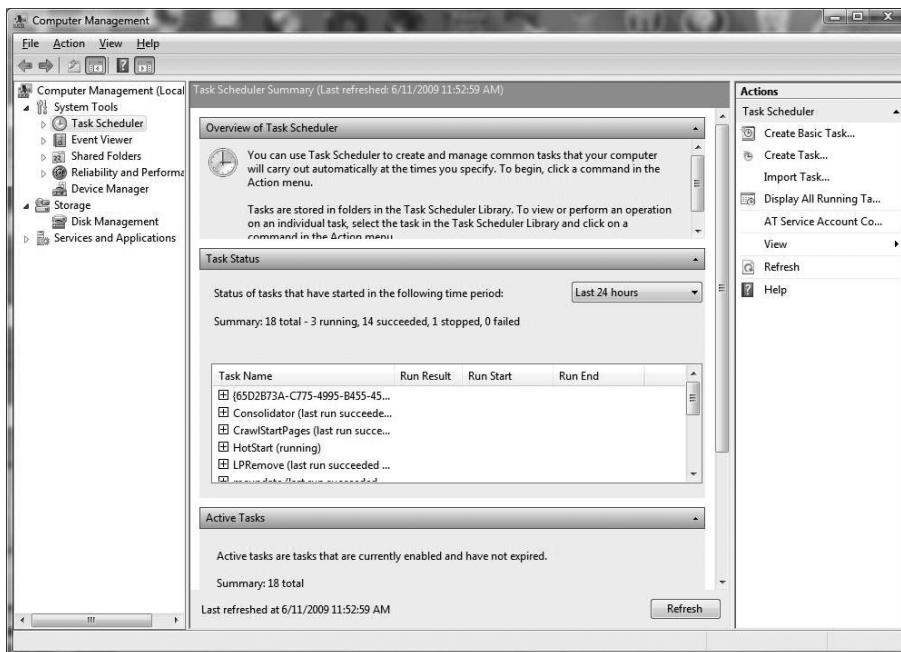 Computer Management
File Action View Help
Computer Management (Local
System Tools
Task Scheduler
Event Viewer
Shared Folders
Reliability and Performa
Device Manager
Storage
Disk Management
Services and Applications
Task Scheduler Summary (Last refreshed: 6/11/2009 11:52:59 AM)
Overview of Task Scheduler
You can use Task Scheduler to create and manage common tasks that your computer
will carry out automatically at the times you specify. To begin, click a command in the
Action menu.
Tasks are stored in folders in the Task Scheduler Library. To view or perform an operation
on an individual task, select the task in the Task Scheduler Library and click on a
command in the Action menu
Task Status
Status of tasks that have started in the following time period:
Last 24 hours
Summary: 18 total - 3 running, 14 succeeded, 1 stopped, 0 failed
Task Name Run Result Run Start Run End
{65D2B73A-C775-4995-B455-45...
Consolidator (last run succeede...
CrawlStartPages (last run succe...
HotStart (running)
LPRemove (last run succeeded ...
Active Tasks
Active tasks are tasks that are currently enabled and have not expired.
Summary: 18 total
Last refreshed at 6/11/2009 11:52:59 AM
Refresh
Actions
Task Scheduler
Create Basic Task...
Create Task...
Import Task...
Display All Running Ta...
AT Service Account Co...
View
Refresh
Help